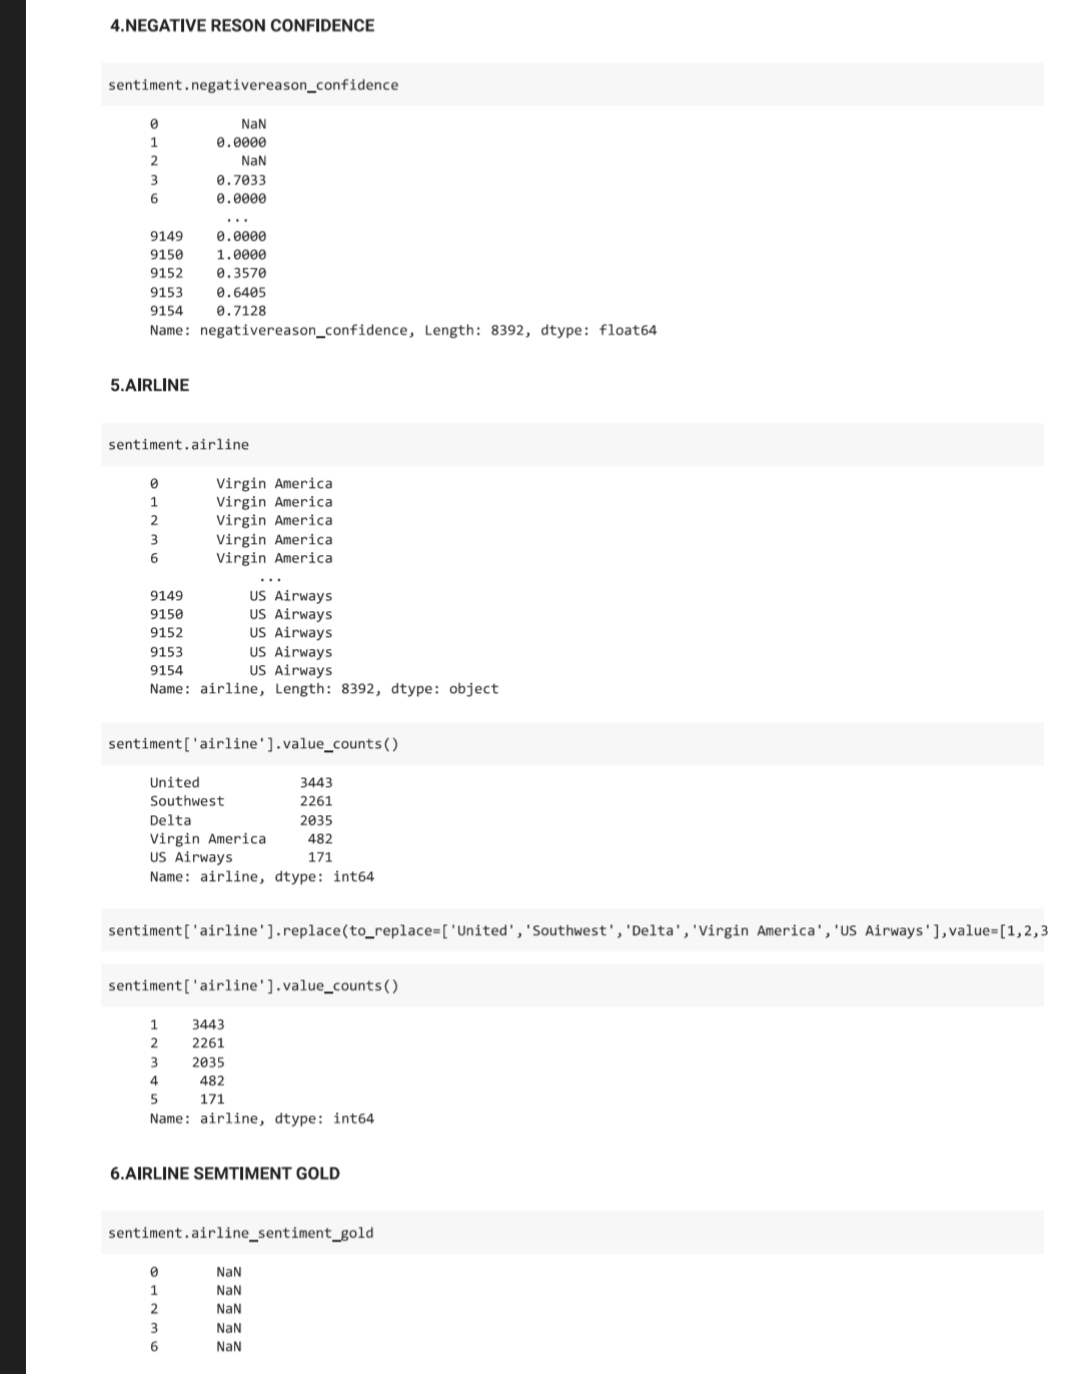 4.NEGATIVE RESON CONFIDENCE
sentiment.negativereason_confidence
0 NaN
1 0.0000
2 NaN
3 0.7033
6 0.0000
...
9149 0.0000
9150 1.0000
9152 0.3570
9153 0.6405
9154 0.7128
Name: negativereason_confidence, Length: 8392, dtype: float64
5.AIRLINE
sentiment.airline
0 Virgin America
1 Virgin America
2 Virgin America
3 Virgin America
6 Virgin America
...
9149 US Airways
9150 US Airways
9152 US Airways
9153 US Airways
9154 US Airways
Name: airline, Length: 8392, dtype: object
sentiment['airline'].value_counts()
United 3443
Southwest 2261
Delta 2035
Virgin America 482
US Airways 171
Name: airline, dtype: int64
sentiment['airline'].replace(to_replace=['United','Southwest','Delta','Virgin America','US Airways'],value=[1,2,3
sentiment['airline'].value_counts()
1 3443
2 2261
3 2035
4 482
5 171
Name: airline, dtype: int64
6.AIRLINE SEMTIMENT GOLD
sentiment.airline_sentiment_gold
0 NaN
1 NaN
2 NaN
3 NaN
6 NaN